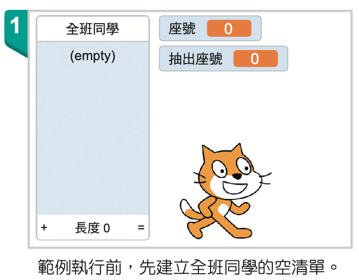 1
全班同學
(empty)
+ 長度 0 =
座號 0
抽出座號 0
範例執行前，先建立全班同學的空清單。